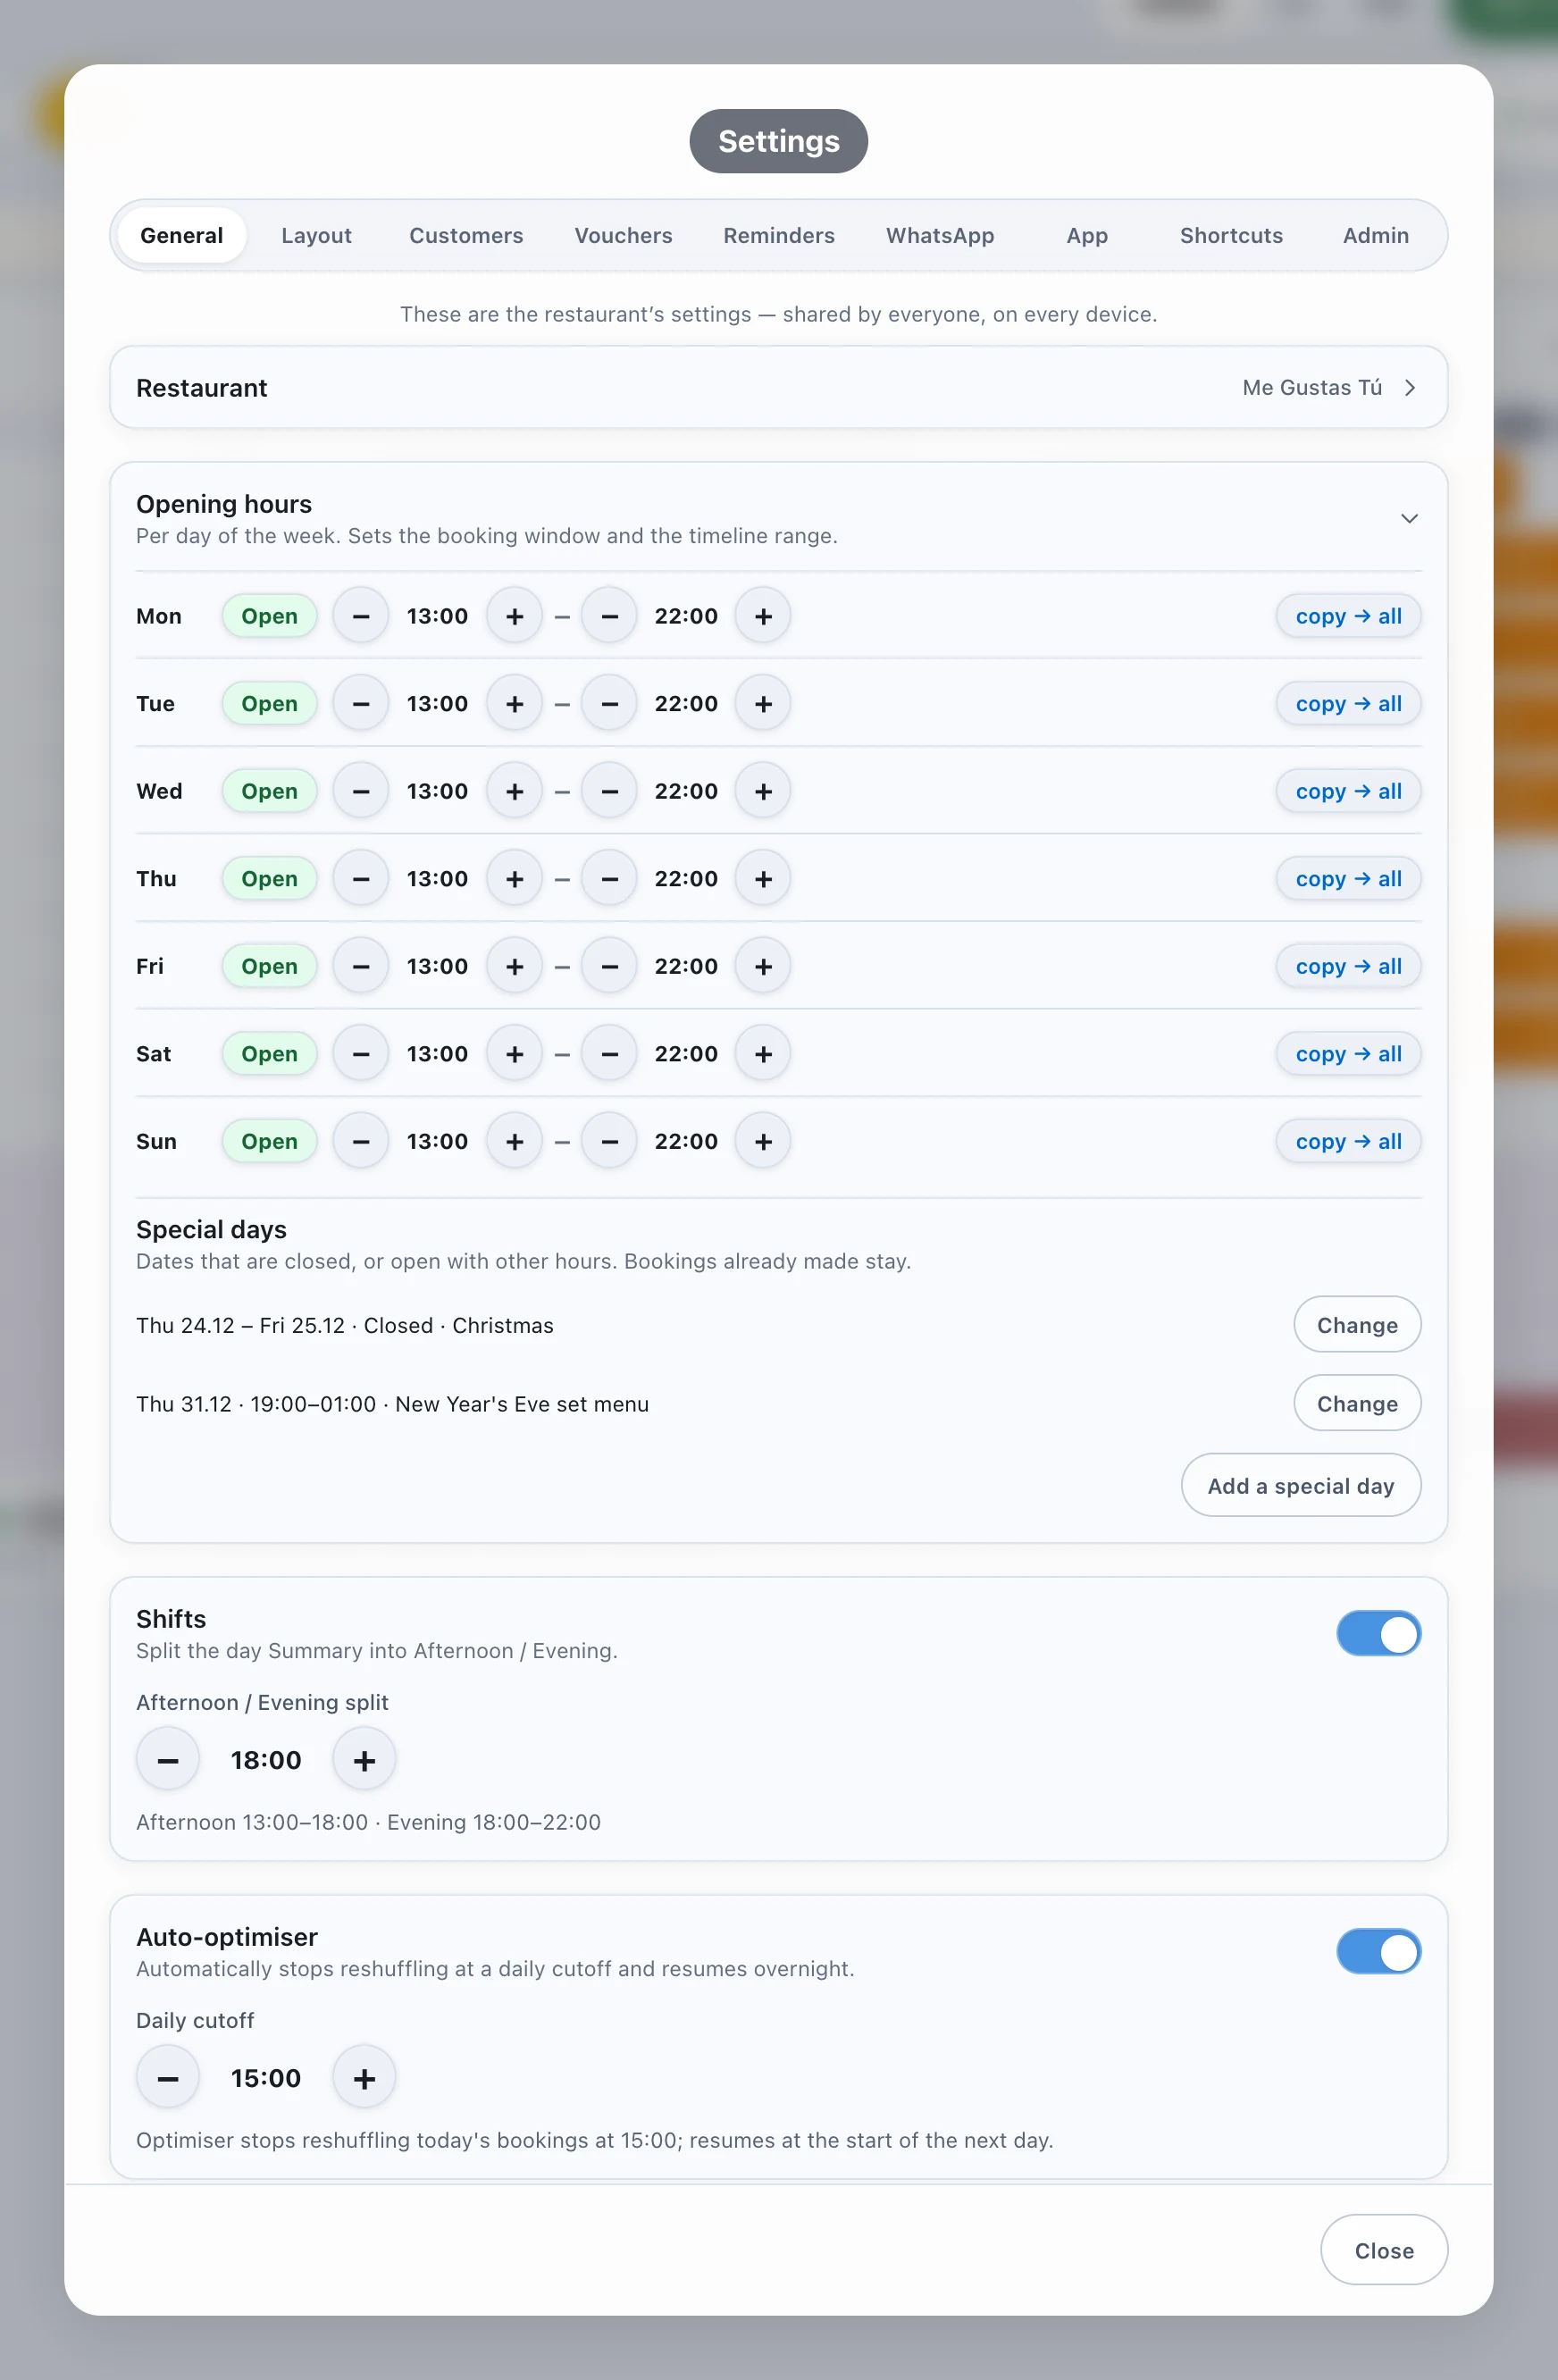 Settings
General Layout Customers Vouchers Reminders WhatsApp App Shortcuts Admin
These are the restaurant’s settings — shared by everyone, on every device.
Restaurant Me Gustas Tú
Opening hours
Per day of the week. Sets the booking window and the timeline range.
Mon Open − 13:00 + – − 22:00 + copy → all
Tue Open − 13:00 + – − 22:00 + copy → all
Wed Open − 13:00 + – − 22:00 + copy → all
Thu Open − 13:00 + – − 22:00 + copy → all
Fri Open − 13:00 + – − 22:00 + copy → all
Sat Open − 13:00 + – − 22:00 + copy → all
Sun Open − 13:00 + – − 22:00 + copy → all
Special days
Dates that are closed, or open with other hours. Bookings already made stay.
Thu 24.12 – Fri 25.12 · Closed · Christmas Change
Thu 31.12 · 19:00–01:00 · New Year's Eve set menu Change
Add a special day
Shifts
Split the day Summary into Afternoon / Evening.
Afternoon / Evening split
− 18:00 +
Afternoon 13:00–18:00 · Evening 18:00–22:00
Auto-optimiser
Automatically stops reshuffling at a daily cutoff and resumes overnight.
Daily cutoff
− 15:00 +
Optimiser stops reshuffling today's bookings at 15:00; resumes at the start of the next day.
Close